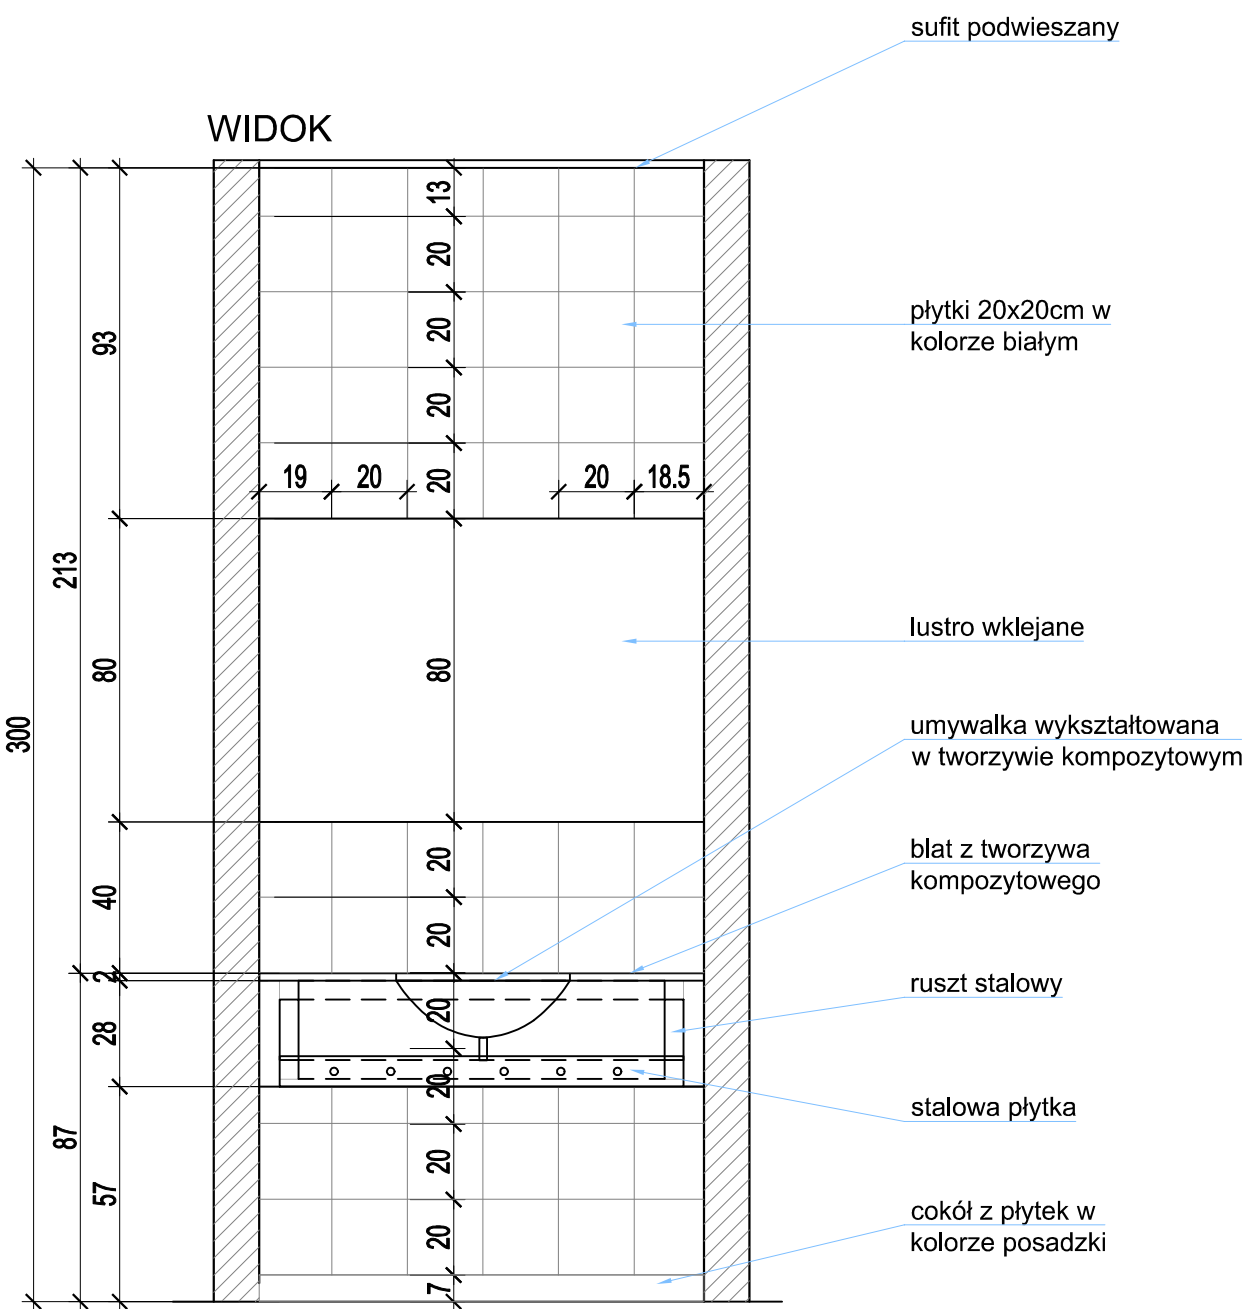 sufit podwieszany
WIDOK
13
20
20
20
20
19
20
20
18.5
93
213
80
80
300
płytki 20x20cm w
kolorze białym
lustro wklejane
umywalka wykształtowana
w tworzywie kompozytowym
20
40
20
blat z tworzywa
kompozytowego
2
28
20
ruszt stalowy
20
stalowa płytka
87
57
20
20
7
cokół z płytek w
kolorze posadzki